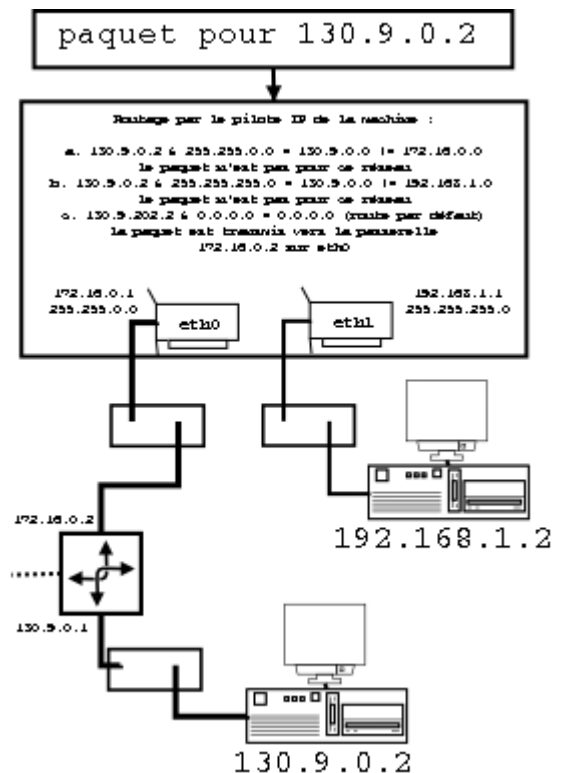 paquet pour 130.9.0.2
Routage par le pilote IP de la machine :
a. 130.9.0.2 & 255.255.0.0 = 130.9.0.0 != 172.16.0.0
le paquet n'est pas pour ce réseau
b. 130.9.0.2 & 255.255.255.0 = 130.9.0.0 != 192.168.1.0
le paquet n'est pas pour ce réseau
c. 130.9.202.2 & 0.0.0.0 = 0.0.0.0 (route par défaut)
le paquet est transmis vers la passerelle
172.16.0.2 sur eth0
172.16.0.1
255.255.0.0
eth0
eth1
192.168.1.1
255.255.255.0
192.168.1.2
172.16.0.2
130.9.0.1
130.9.0.2